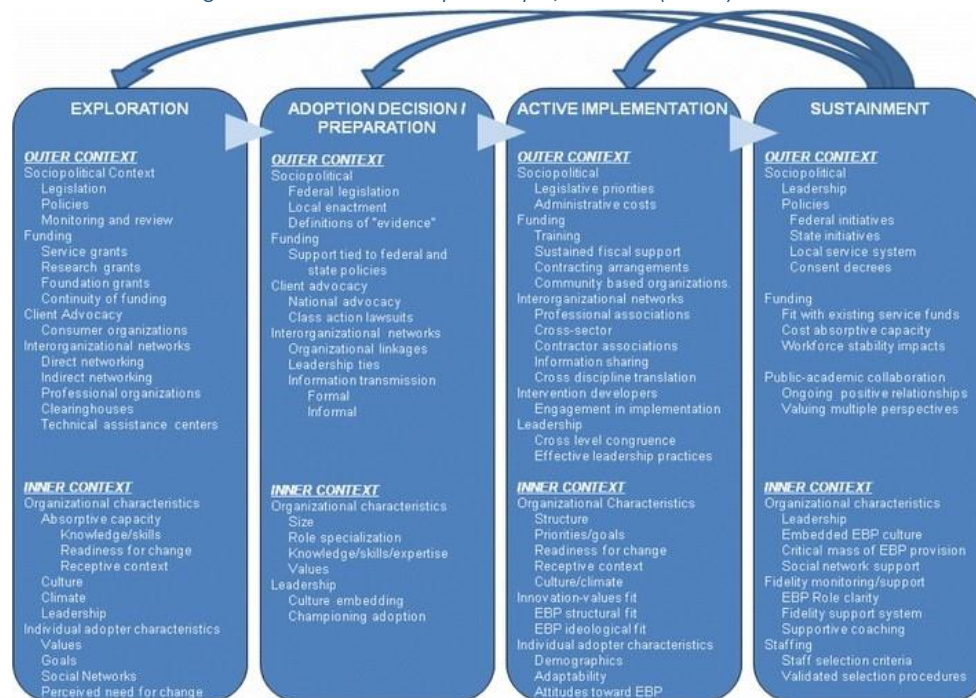 EXPLORATION
OUTER CONTEXT
Sociopolitical Context
Legislation
Policies
Monitoring and review
Funding
Service grants
Research grants
Foundation grants
Continuity of funding
Client Advocacy
Consumer organizations
Interorganizational networks
Direct networking
Indirect networking
Professional organizations
Clearinghouses
Technical assistance centers
INNER CONTEXT
Organizational characteristics
Absorptive capacity
Knowledge/skills
Readiness for change
Receptive context
Culture
Climate
Leadership
Individual adopter characteristics
Values
Goals
Social Networks
Perceived need for change
ADOPTION DECISION /
PREPARATION
OUTER CONTEXT
Sociopolitical
Federal legislation
Local enactment
Definitions of "evidence"
Funding
Support tied to federal and
state policies
Client advocacy
National advocacy
Class action lawsuits
Interorganizational networks
Organizational linkages
Leadership ties
Information transmission
Formal
Informal
INNER CONTEXT
Organizational characteristics
Size
Role specialization
Knowledge/skills/expertise
Values
Leadership
Culture embedding
Championing adoption
ACTIVE IMPLEMENTATION
OUTER CONTEXT
Sociopolitical
Legislative priorities
Administrative costs
Funding
Training
Sustained fiscal support
Contracting arrangements
Community based organizations.
Interorganizational networks
Professional associations
Cross-sector
Contractor associations
Information sharing
Cross discipline translation
Intervention developers
Engagement in implementation
Leadership
Cross level congruence
Effective leadership practices
INNER CONTEXT
Organizational Characteristics
Structure
Priorities/goals
Readiness for change
Receptive context
Culture/climate
Innovation-values fit
EBP structural fit
EBP ideological fit
Individual adopter characteristics
Demographics
Adaptability
Attitudes toward EBP
SUSTAINMENT
OUTER CONTEXT
Sociopolitical
Leadership
Policies
Federal initiatives
State initiatives
Local service system
Consent decrees
Funding
Fit with existing service funds
Cost absorptive capacity
Workforce stability impacts
Public-academic collaboration
Ongoing positive relationships
Valuing multiple perspectives
INNER CONTEXT
Organizational characteristics
Leadership
Embedded EBP culture
Critical mass of EBP provision
Social network support
Fidelity monitoring/support
EBP Role clarity
Fidelity support system
Supportive coaching
Staffing
Staff selection criteria
Validated selection procedures